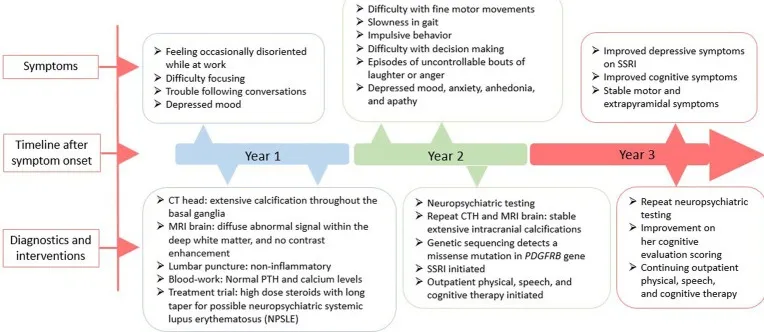 Symptoms
➤ Feeling occasionally disoriented
while at work
➤ Difficulty focusing
➤ Trouble following conversations
➤ Depressed mood
➤ Difficulty with fine motor movements
➤ Slowness in gait
➤ Impulsive behavior
➤ Difficulty with decision making
➤ Episodes of uncontrollable bouts of
laughter or anger
➤ Depressed mood, anxiety, anhedonia,
and apathy
➤ Improved depressive symptoms
on SSRI
➤ Improved cognitive symptoms
➤ Stable motor and
extrapyramidal symptoms
Timeline after
symptom onset
Year 1
Year 2
Year 3
Diagnostics and
interventions
➤ CT head: extensive calcification throughout the
basal ganglia
➤ MRI brain: diffuse abnormal signal within the
deep white matter, and no contrast
enhancement
➤ Lumbar puncture: non-inflammatory
➤ Blood-work: Normal PTH and calcium levels
➤ Treatment trial: high dose steroids with long
taper for possible neuropsychiatric systemic
lupus erythematosus (NPSLE)
➤ Neuropsychiatric testing
➤ Repeat CTH and MRI brain: stable
extensive intracranial calcifications
➤ Genetic sequencing detects a
missense mutation in PDGFRB gene
➤ SSRI initiated
➤ Outpatient physical, speech, and
cognitive therapy initiated
➤ Repeat neuropsychiatric
testing
➤ Improvement on
her cognitive
evaluation scoring
➤ Continuing outpatient
physical, speech,
and cognitive therapy